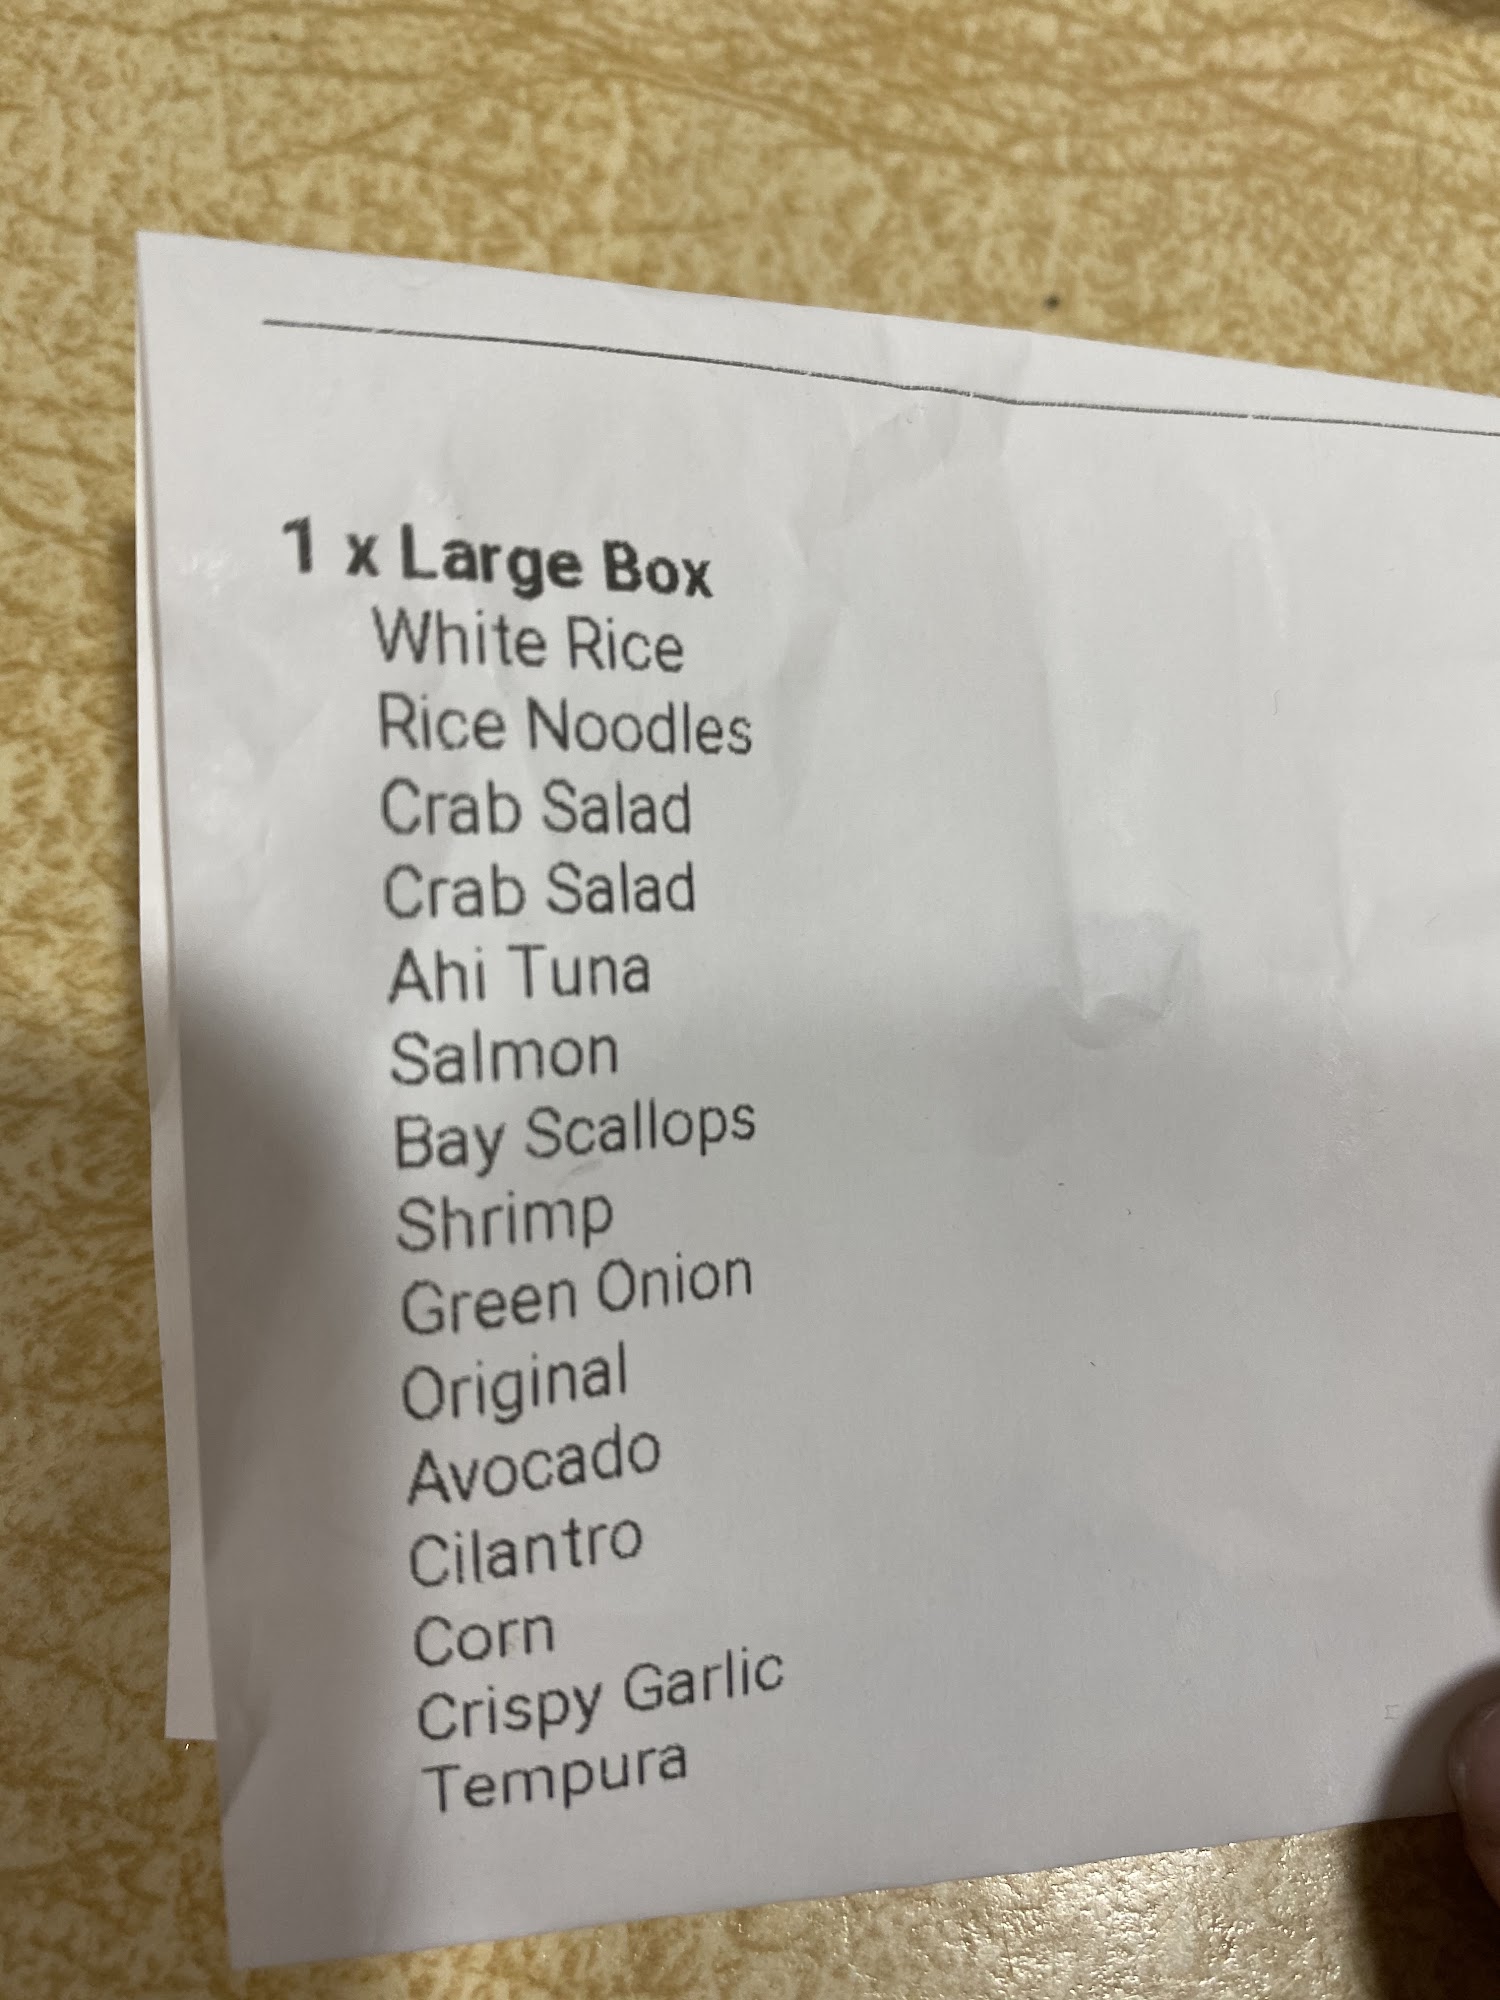 1 x Large Box
White Rice
Rice Noodles
Crab Salad
Crab Salad
Ahi Tuna
Salmon
Bay Scallops
Shrimp
Green Onion
Original
Avocado
Cilantro
Corn
Crispy Garlic
Tempura